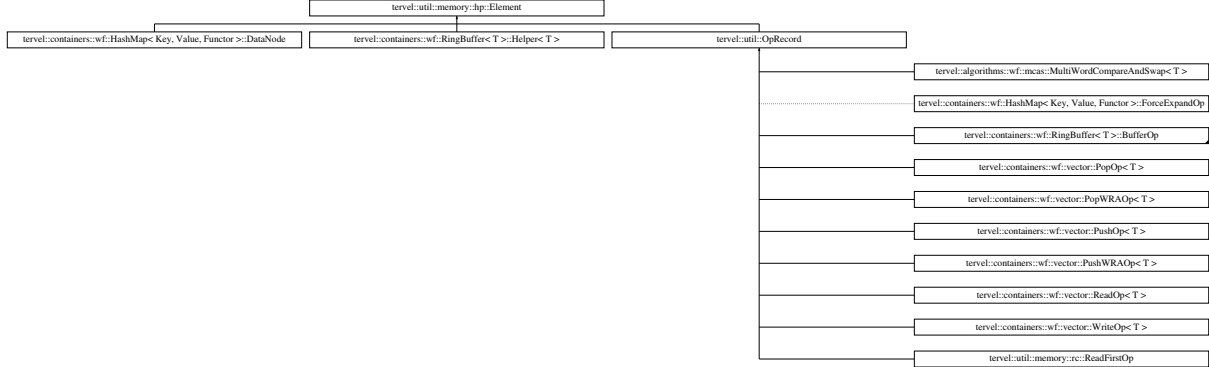 tervel::util::memory::hp::Element
tervel::containers::wf::HashMap< Key, Value, Functor >::DataNode
tervel::containers::wf::RingBuffer< T >::Helper< T >
tervel::util::OpRecord
tervel::algorithms::wf::mcas::MultiWordCompareAndSwap< T >
tervel::containers::wf::HashMap< Key, Value, Functor >::ForceExpandOp
tervel::containers::wf::RingBuffer< T >::BufferOp
tervel::containers::wf::vector::PopOp< T >
tervel::containers::wf::vector::PopWRAOp< T >
tervel::containers::wf::vector::PushOp< T >
tervel::containers::wf::vector::PushWRAOp< T >
tervel::containers::wf::vector::ReadOp< T >
tervel::containers::wf::vector::WriteOp< T >
tervel::util::memory::rc::ReadFirstOp